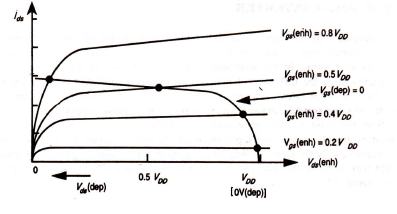 i_ds
V_gs(enh) = 0.8 V_DD
V_gs(enh) = 0.5 V_DD
V_gs(dep) = 0
V_gs(enh) = 0.4 V_DD
V_gs(enh) = 0.2 V_DD
0
0 0.5 V_DD V_DD V_ds(enh)
V_ds(dep) [0V(dep)]